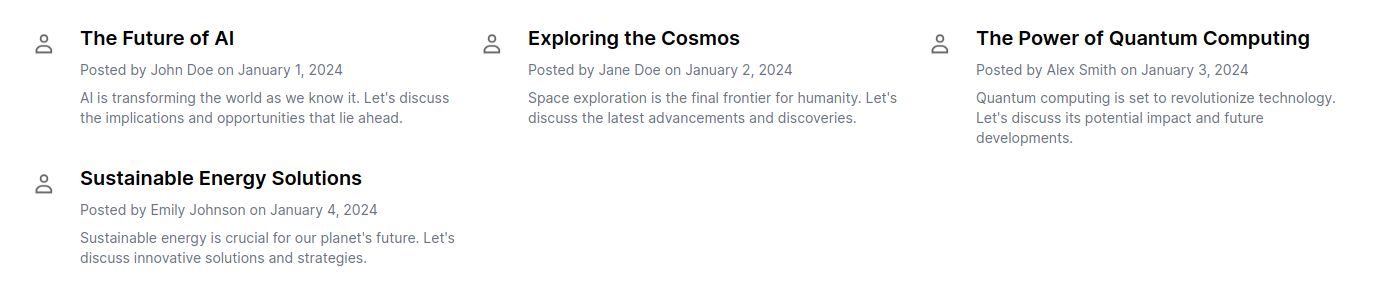 The Future of AI
Posted by John Doe on January 1, 2024
AI is transforming the world as we know it. Let's discuss
the implications and opportunities that lie ahead.
Exploring the Cosmos
Posted by Jane Doe on January 2, 2024
Space exploration is the final frontier for humanity. Let's
discuss the latest advancements and discoveries.
The Power of Quantum Computing
Posted by Alex Smith on January 3, 2024
Quantum computing is set to revolutionize technology.
Let's discuss its potential impact and future
developments.
Sustainable Energy Solutions
Posted by Emily Johnson on January 4, 2024
Sustainable energy is crucial for our planet's future. Let's
discuss innovative solutions and strategies.